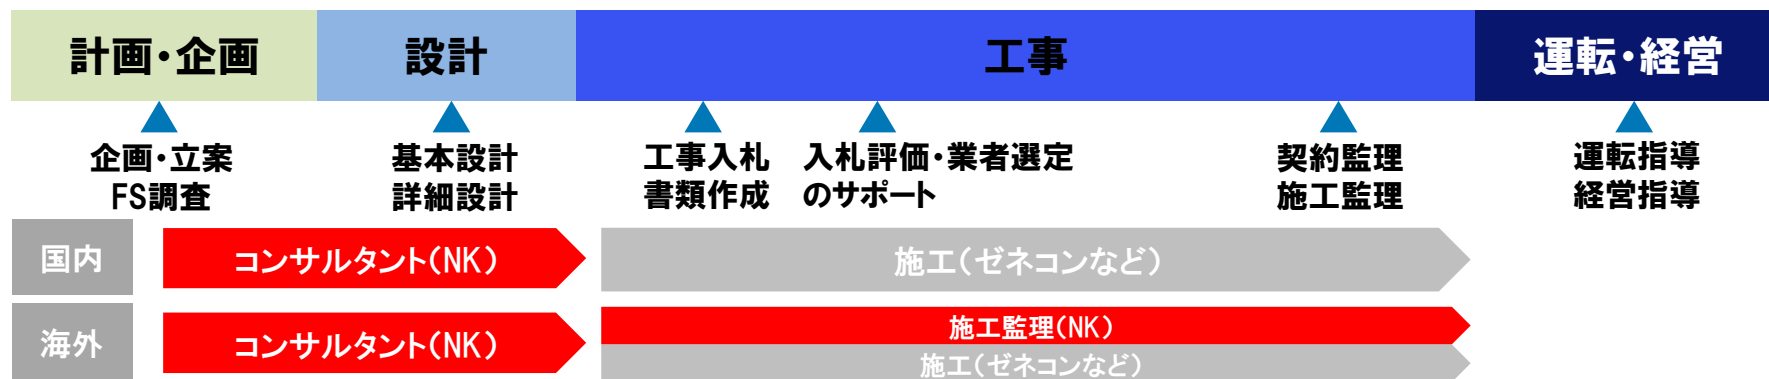 計画・企画
設計
工事
運転・経営
企画・立案
FS調査
基本設計
詳細設計
工事入札
書類作成
入札評価・業者選定
のサポート
契約監理
施工監理
運転指導
経営指導
国内
コンサルタント(NK)
施工(ゼネコンなど)
海外
コンサルタント(NK)
施工監理(NK)
施工(ゼネコンなど)